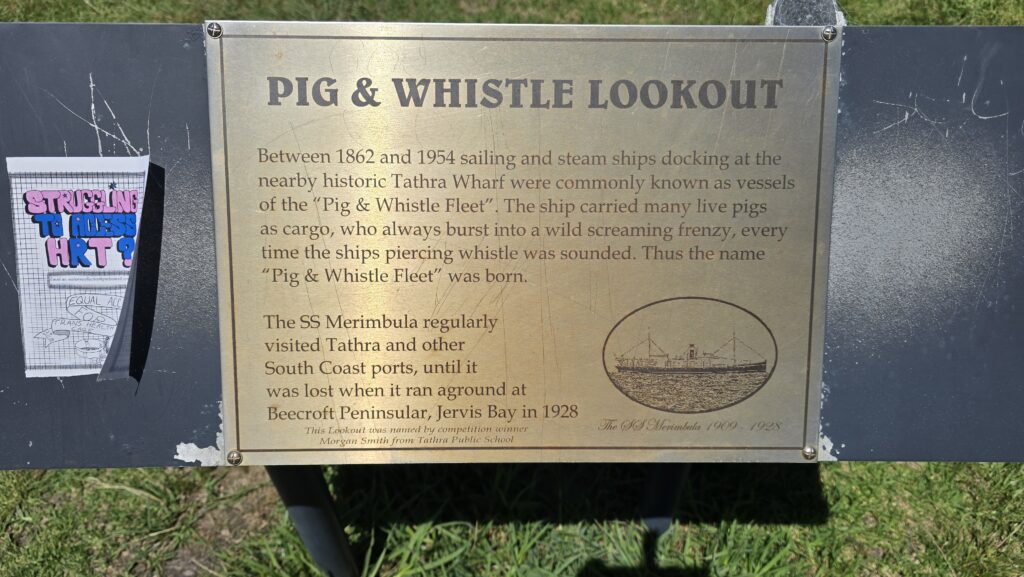 PIG & WHISTLE LOOKOUT
Between 1862 and 1954 sailing and steam ships docking at the
nearby historic Tathra Wharf were commonly known as vessels
of the “Pig & Whistle Fleet”. The ship carried many live pigs
as cargo, who always burst into a wild screaming frenzy, every
time the ships piercing whistle was sounded. Thus the name
“Pig & Whistle Fleet” was born.
The SS Merimbula regularly
visited Tathra and other
South Coast ports, until it
was lost when it ran aground at
Beecroft Peninsular, Jervis Bay in 1928
This Lookout was named by competition winner
Morgan Smith from Tathra Public School
The SS Merimbula 1909 - 1928
STRUGGLING
TO ACCESS
HRT?
EQUAL
TRANS HEALTH